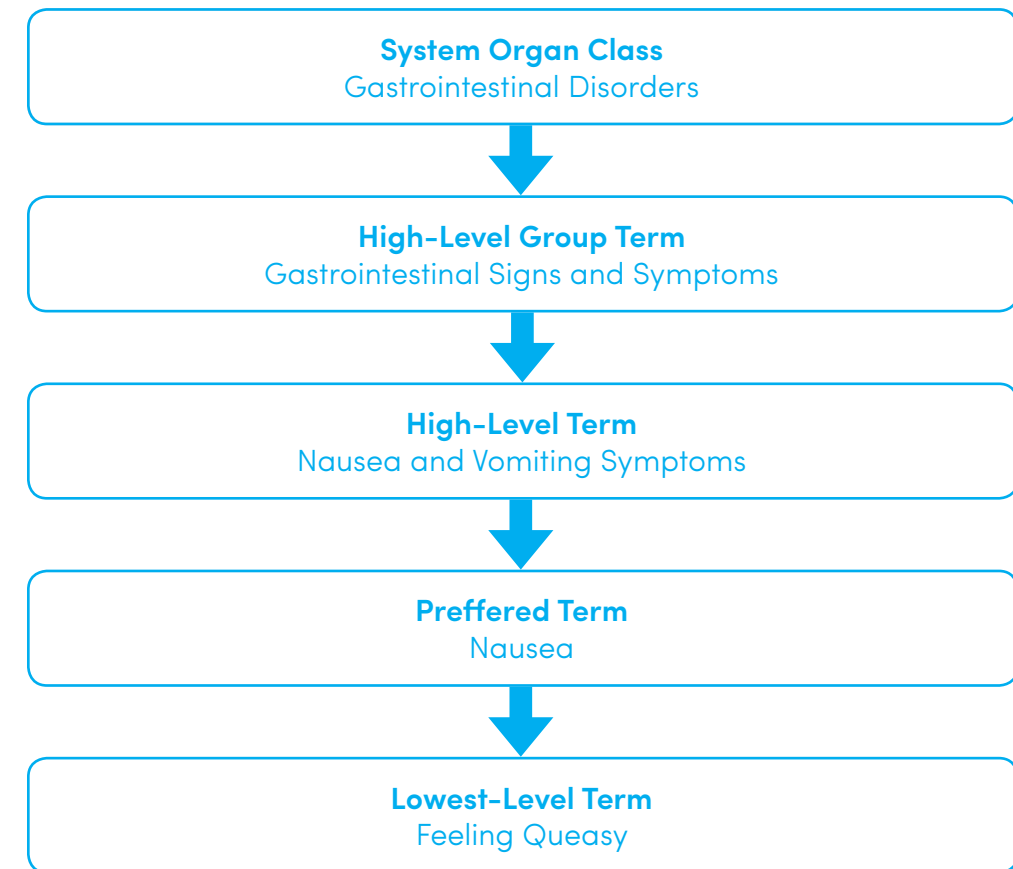 System Organ Class
Gastrointestinal Disorders
High-Level Group Term
Gastrointestinal Signs and Symptoms
High-Level Term
Nausea and Vomiting Symptoms
Preffered Term
Nausea
Lowest-Level Term
Feeling Queasy